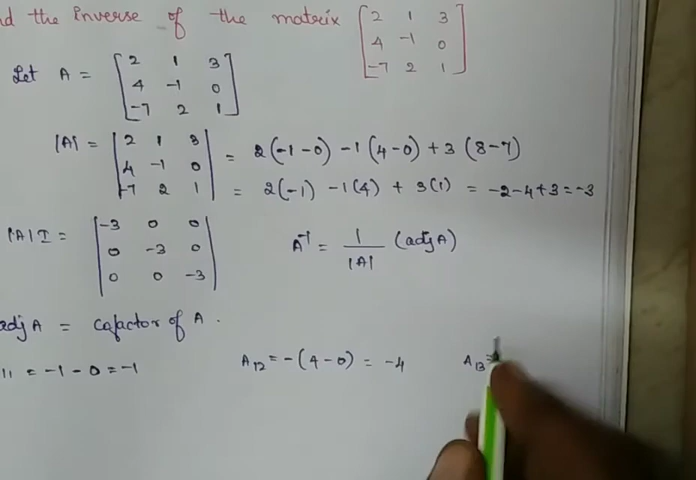 nd the inverse of the matrix [2 1 3
4 -1 0
-7 2 1]
Let A = [2 1 3
4 -1 0
-7 2 1]
|A| = |2 1 3
4 -1 0
-7 2 1| = 2(-1-0) -1(4-0) +3(8-7)
= 2(-1) -1(4) + 3(1) = -2-4+3=-3
|A| I = |-3 0 0
0 -3 0
0 0 -3|
A⁻¹ = 1/|A| (adj A)
adj A = cofactor of A.
11 = -1-0=-1 A₁₂=-(4-0) = -4 A₁₃=